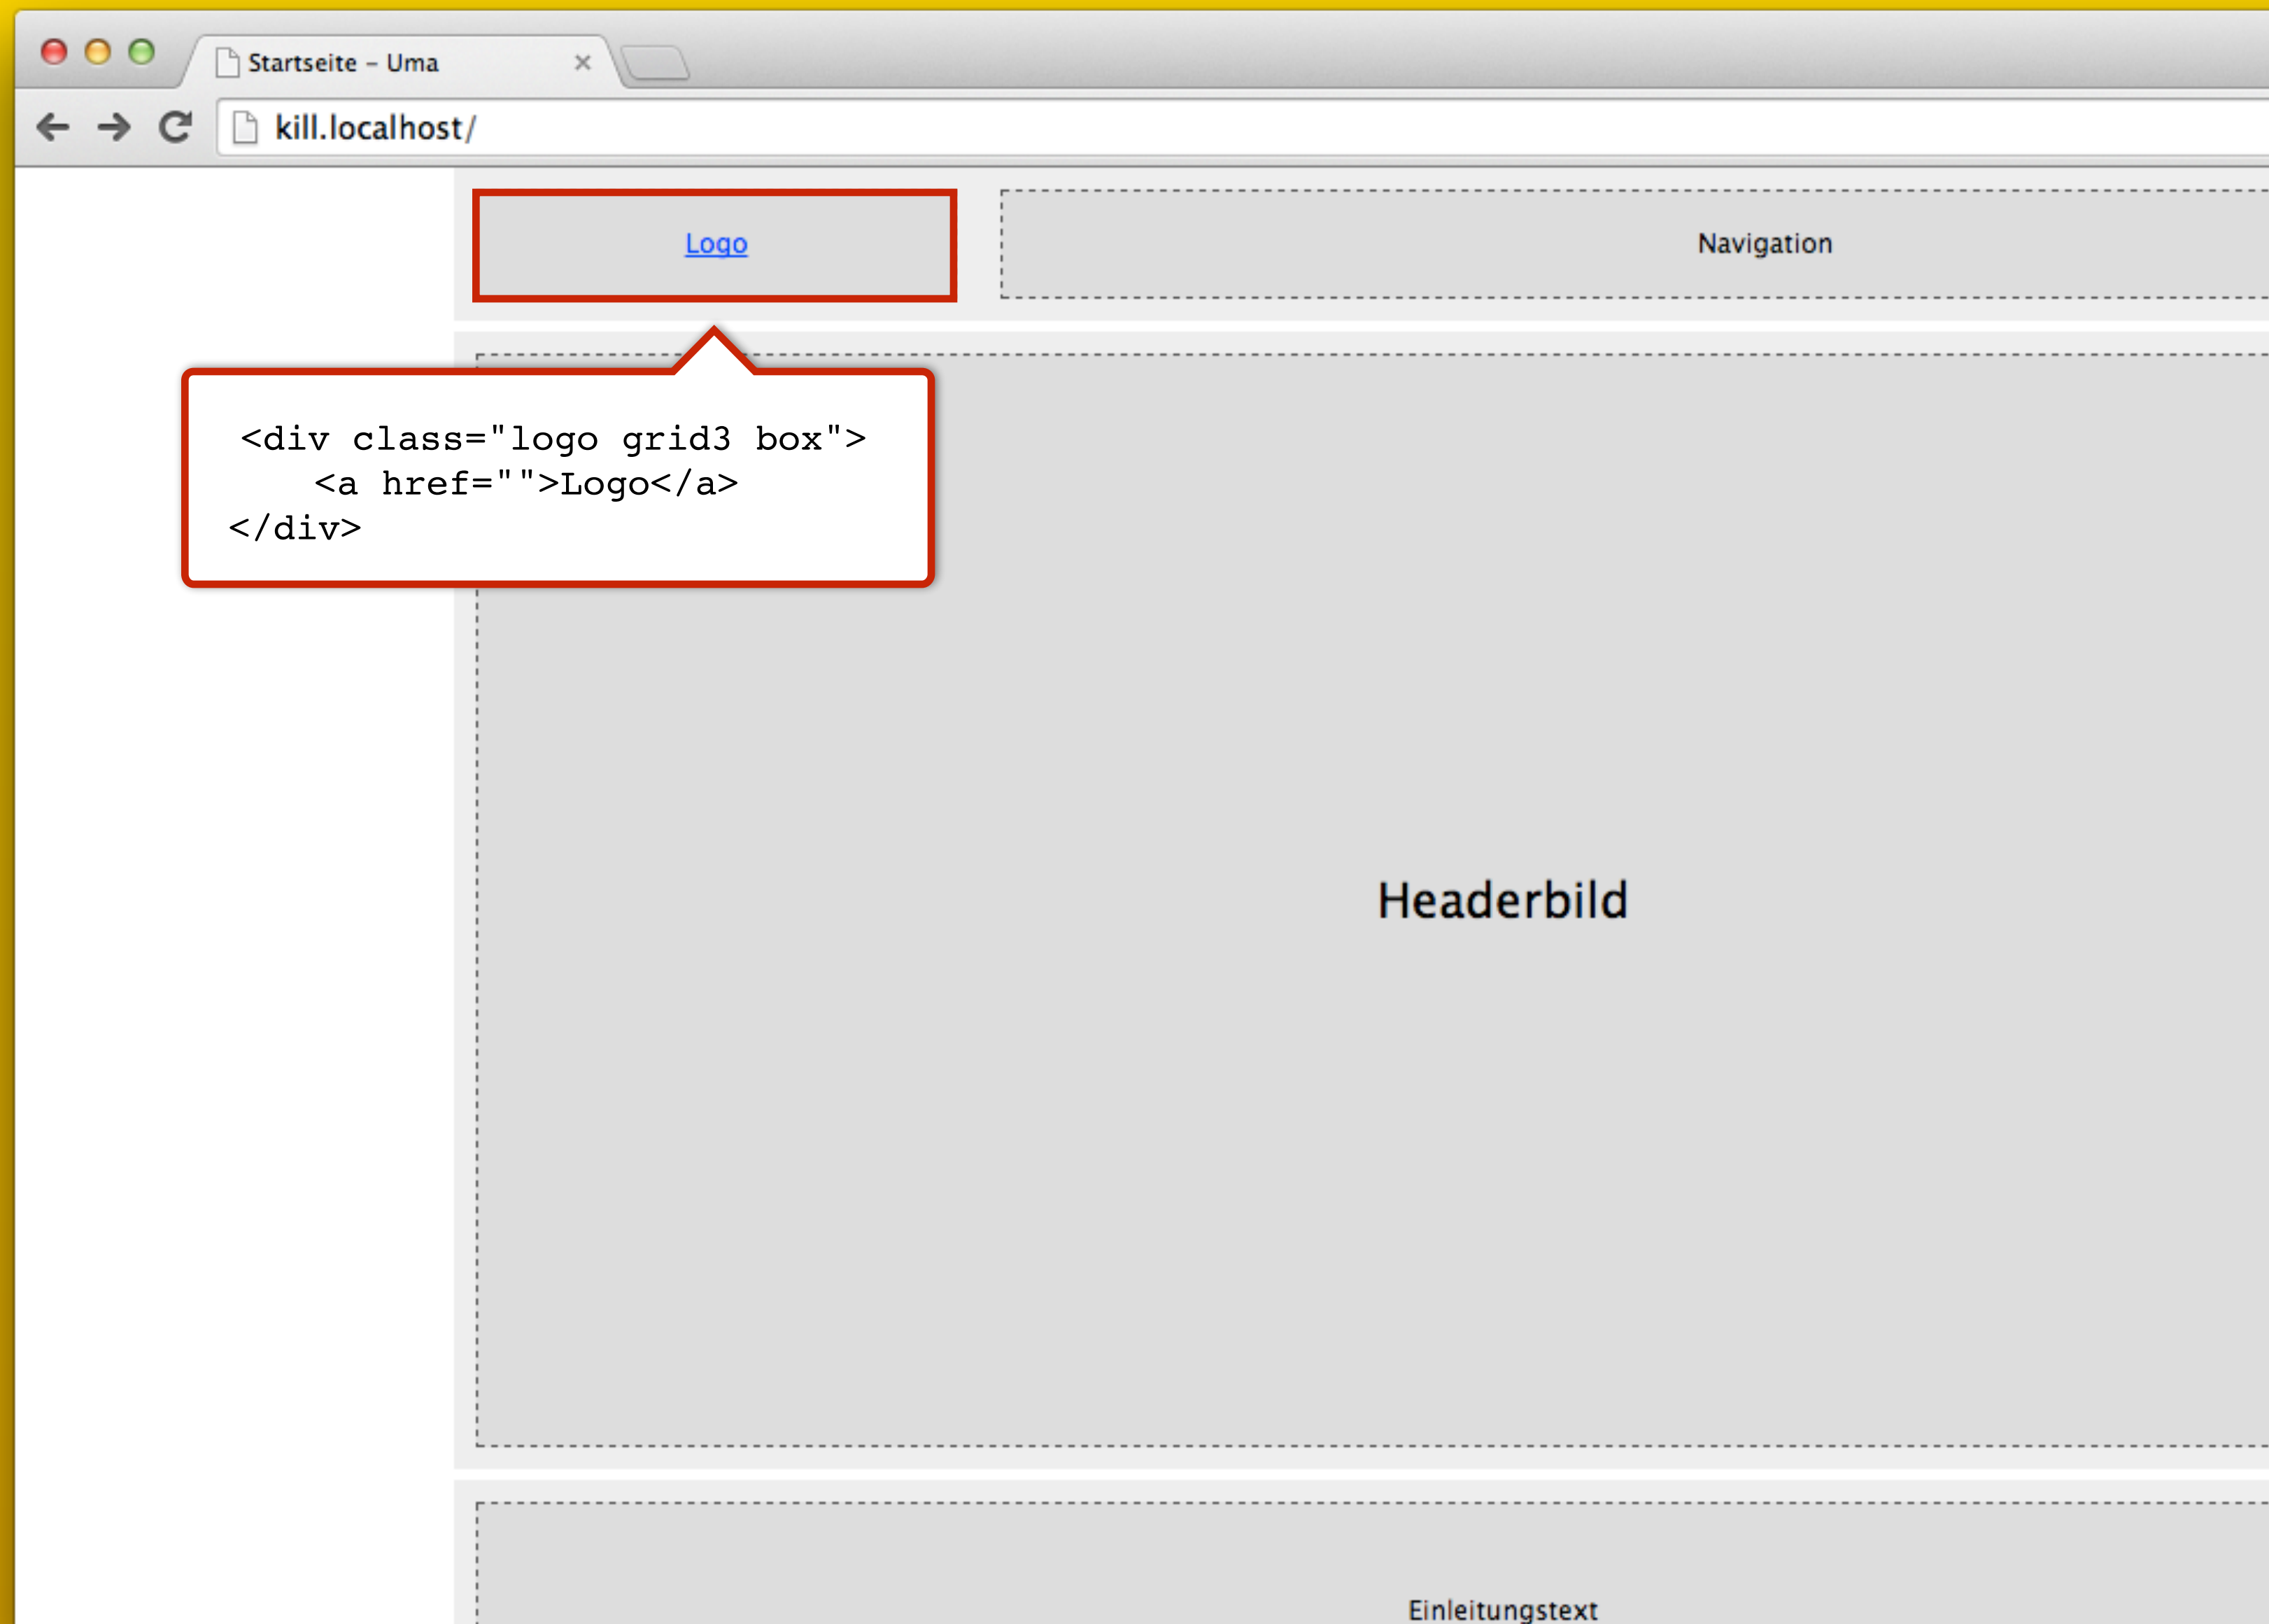 Startseite – Uma
kill.localhost/
Logo
Navigation
<div class="logo grid3 box">
<a href="">Logo</a>
</div>
Headerbild
Einleitungstext